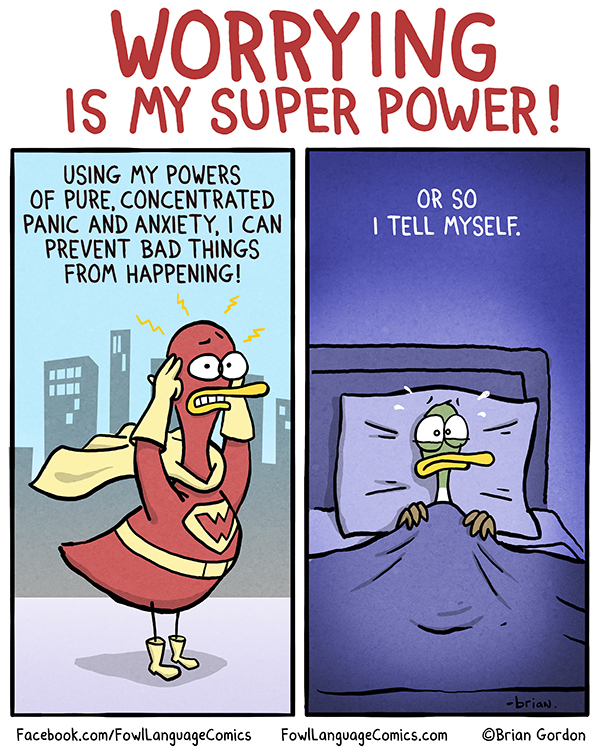 WORRYING
IS MY SUPER POWER!
USING MY POWERS
OF PURE, CONCENTRATED
PANIC AND ANXIETY, I CAN
PREVENT BAD THINGS
FROM HAPPENING!
W
OR SO
I TELL MYSELF.
-brian.
Facebook.com/FowlLanguageComics FowlLanguageComics.com ©Brian Gordon